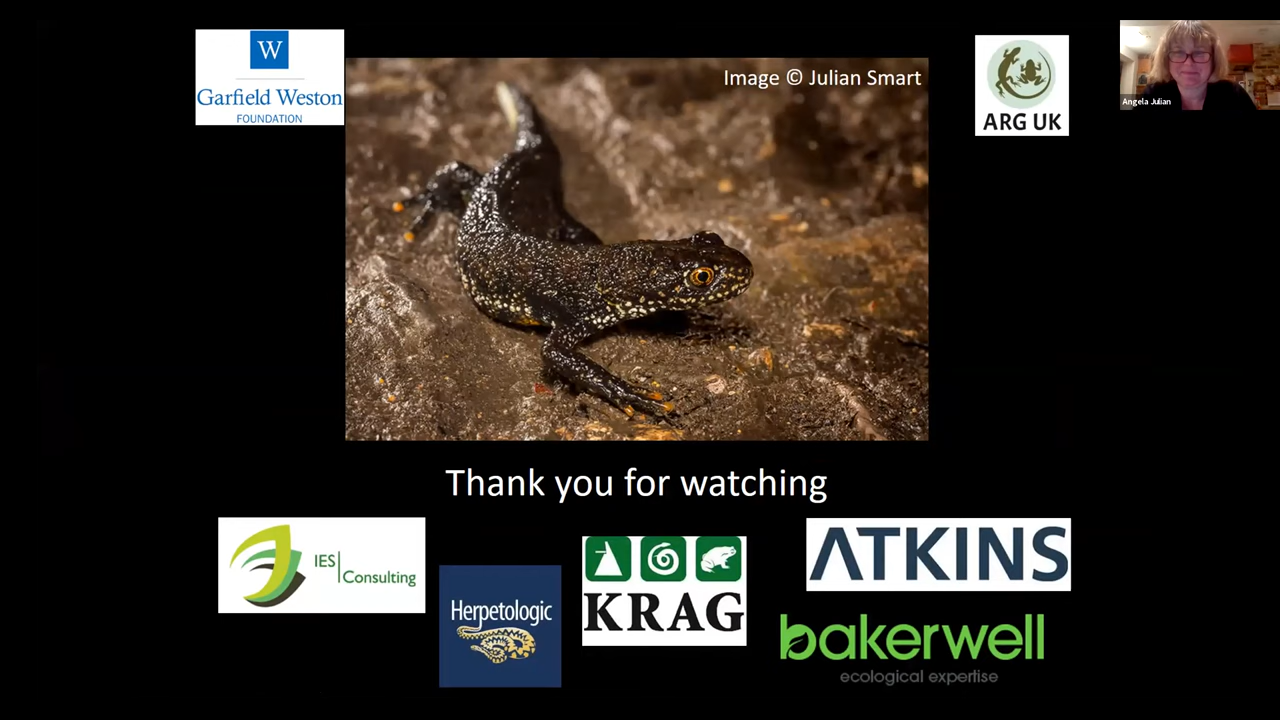 W
Garfield Weston
FOUNDATION
Image © Julian Smart
ARG UK
Angela Julian
Thank you for watching
IES
Consulting
Herpetologic
KRAG
ATKINS
bakerwell
ecological expertise